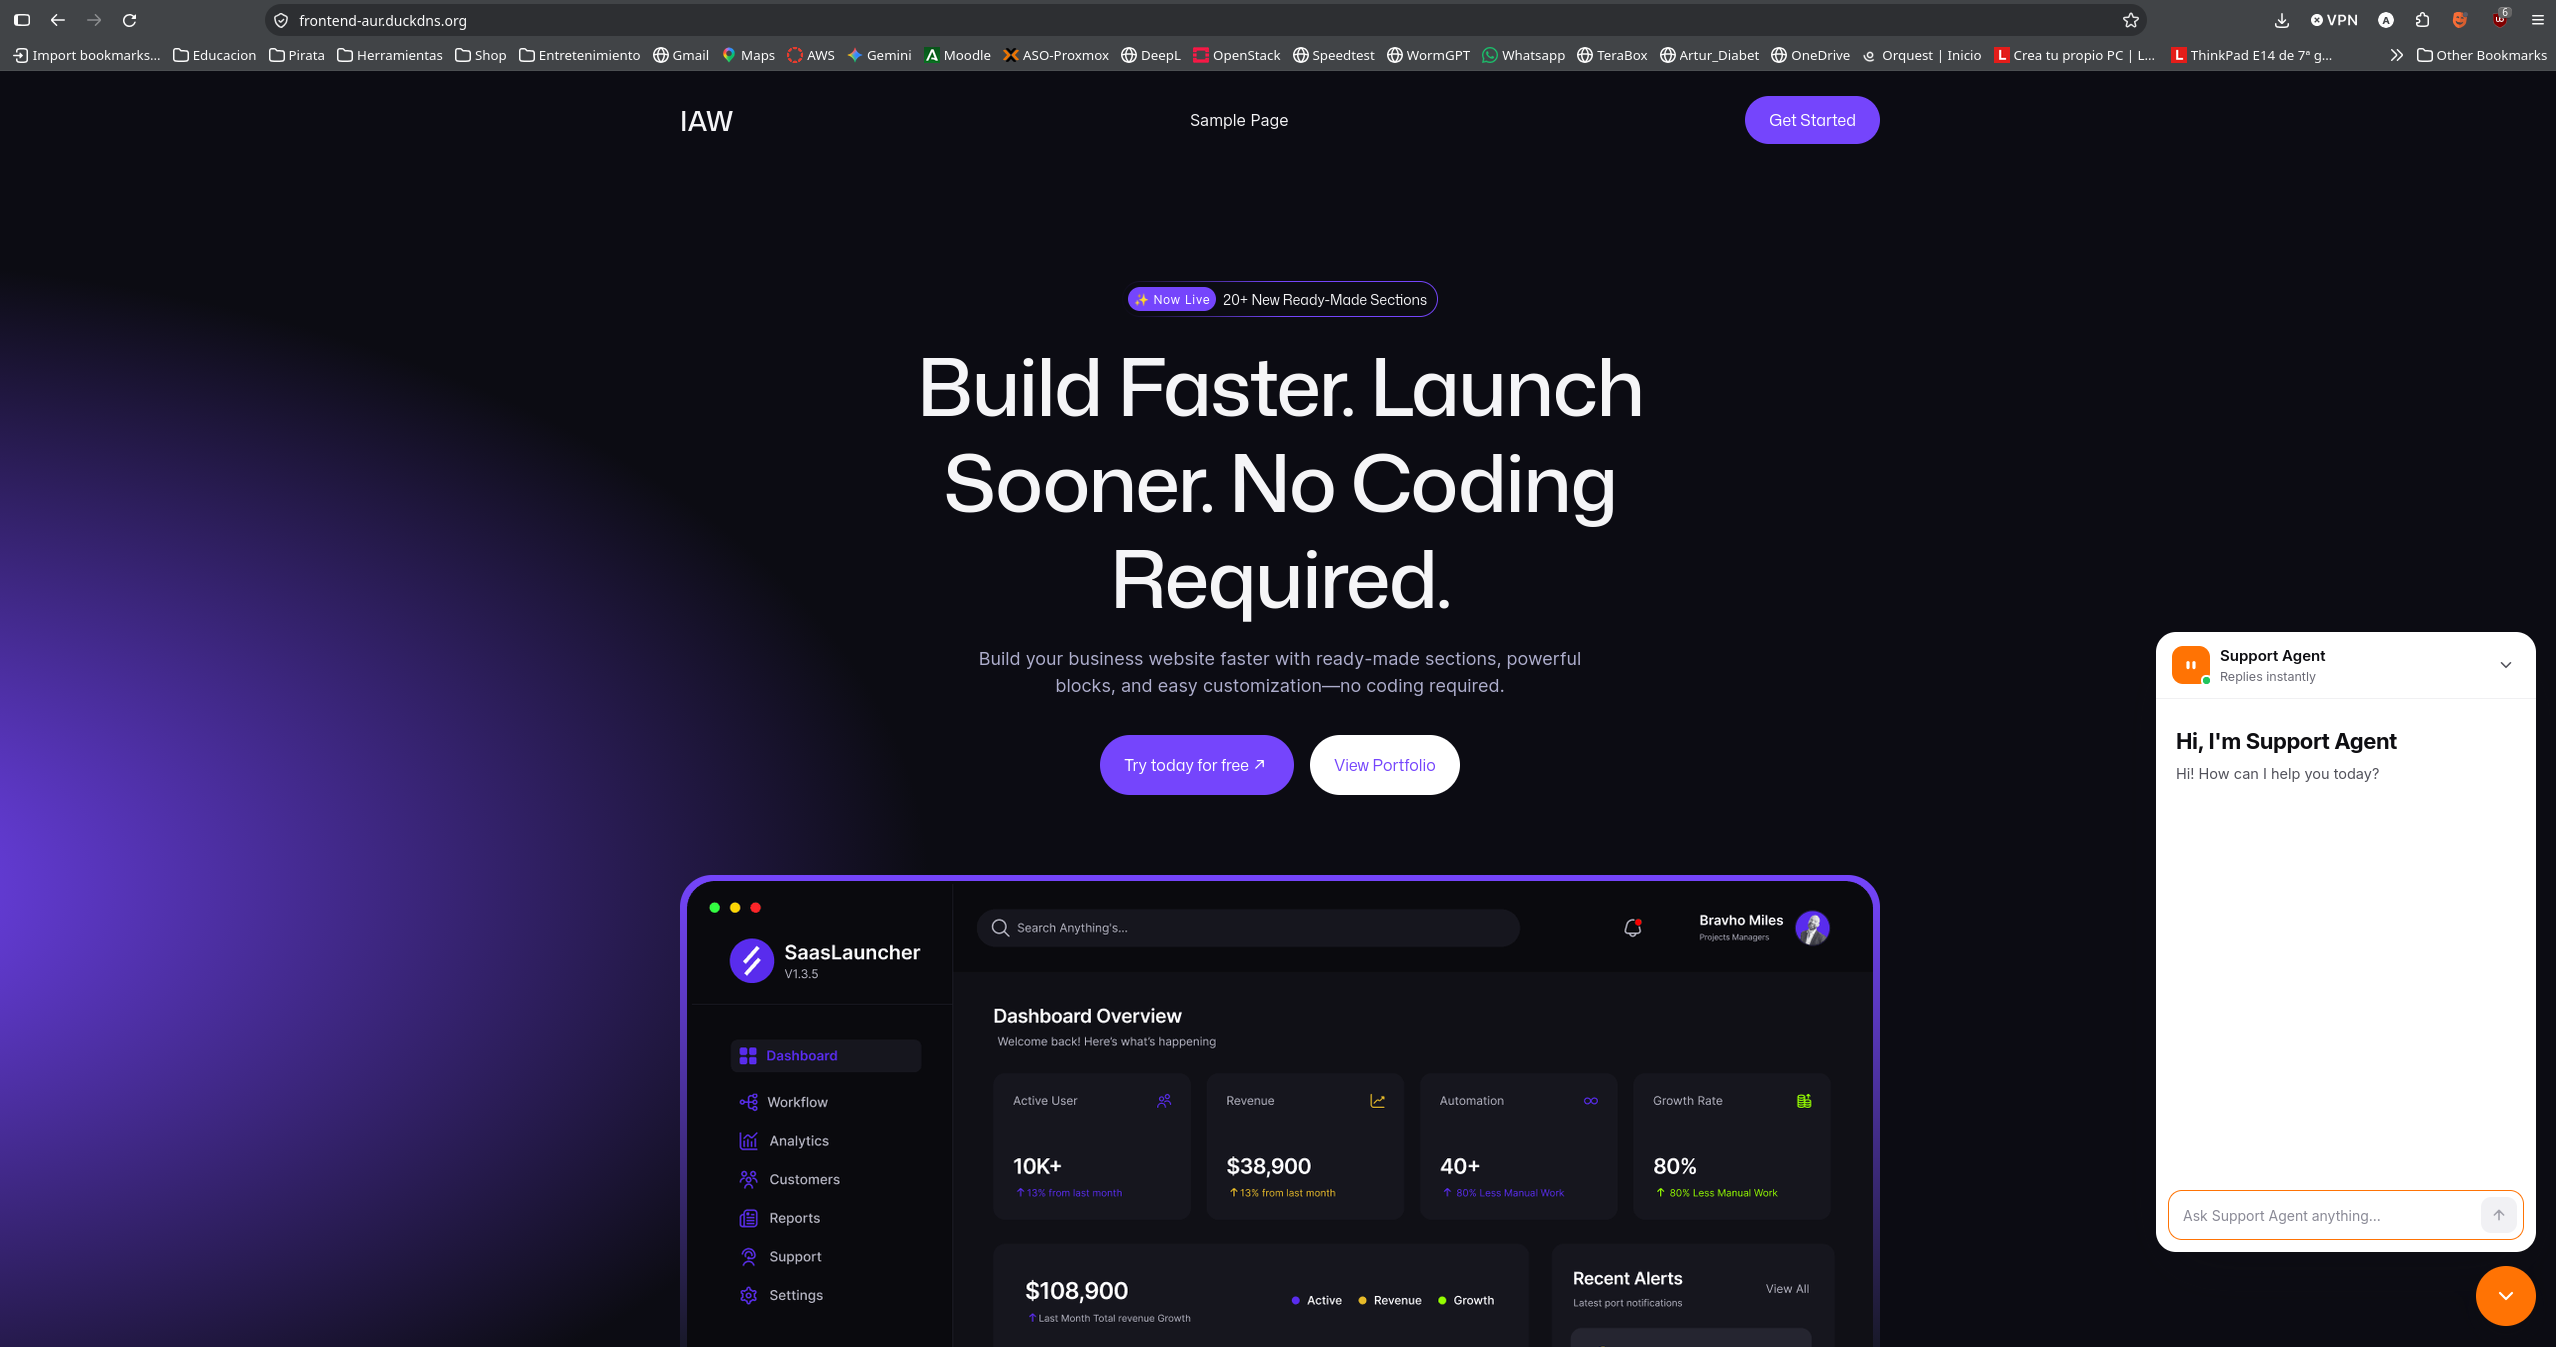 frontend-aur.duckdns.org
VPN
6
Import bookmarks... Educacion Pirata Herramientas Shop Entretenimiento Gmail Maps AWS Gemini Moodle ASO-Proxmox DeepL OpenStack Speedtest WormGPT Whatsapp TeraBox Artur_Diabet OneDrive Orquest | Inicio Crea tu propio PC | L... ThinkPad E14 de 7ª g... Other Bookmarks
IAW
Sample Page
Get Started
✨ Now Live 20+ New Ready-Made Sections
Build Faster. Launch
Sooner. No Coding
Required.
Build your business website faster with ready-made sections, powerful
blocks, and easy customization—no coding required.
Try today for free ↗
View Portfolio
SaasLauncher
V1.3.5
Dashboard
Workflow
Analytics
Customers
Reports
Support
Settings
Search Anything's...
Bravho Miles
Projects Managers
Dashboard Overview
Welcome back! Here's what's happening
Active User
10K+
↑ 13% from last month
Revenue
$38,900
↑ 13% from last month
Automation
40+
↑ 80% Less Manual Work
Growth Rate
80%
↑ 80% Less Manual Work
$108,900
↑ Last Month Total revenue Growth
Active Revenue Growth
Recent Alerts
Latest port notifications
View All
Support Agent
Replies instantly
Hi, I'm Support Agent
Hi! How can I help you today?
Ask Support Agent anything...